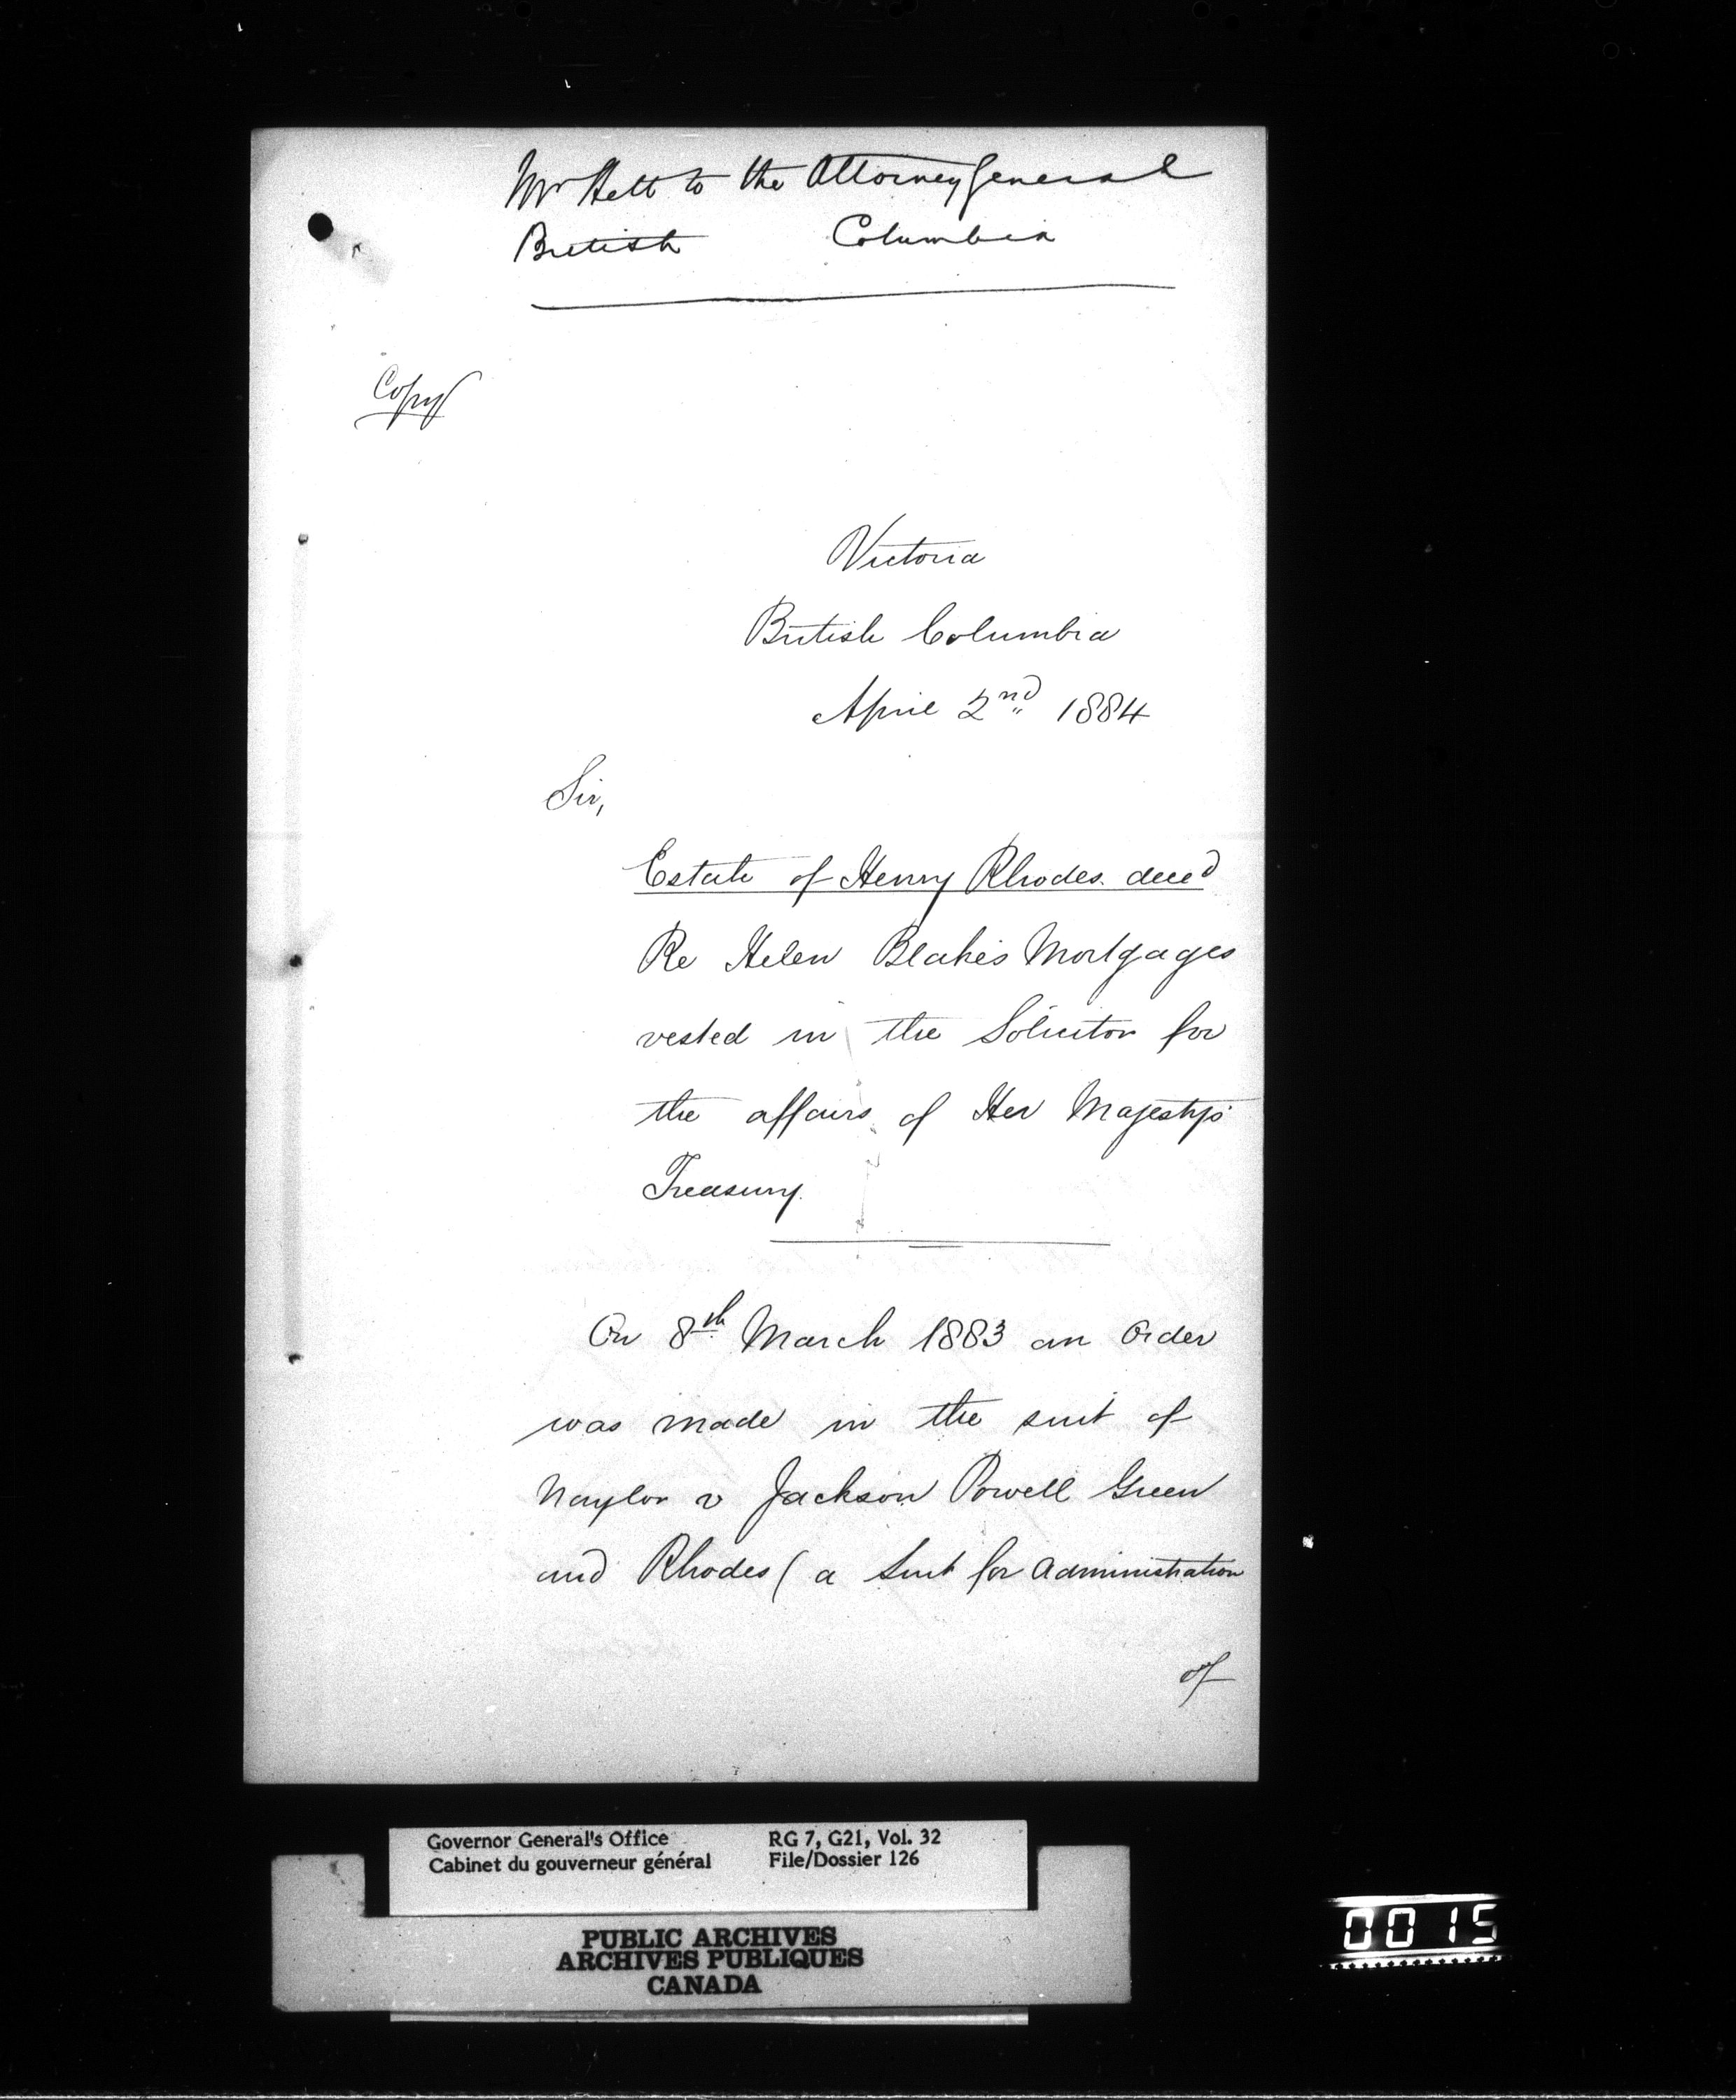 Mr Hett to the Attorney General
British Columbia
Copy
Victoria
British Columbia
April 2nd 1884
Sir,
Estate of Henry Rhodes. decd
Re Helen Blake's Mortgages
vested in the Solicitor for
the affairs of Her Majesty's
Treasury.
On 8th March 1883 an Order
was made in the suit of
Naylor v Jackson Powell Green
and Rhodes (a Suit for administration
of
Governor General's Office RG 7, G21, Vol. 32
Cabinet du gouverneur général File/Dossier 126
PUBLIC ARCHIVES
ARCHIVES PUBLIQUES
CANADA
0015